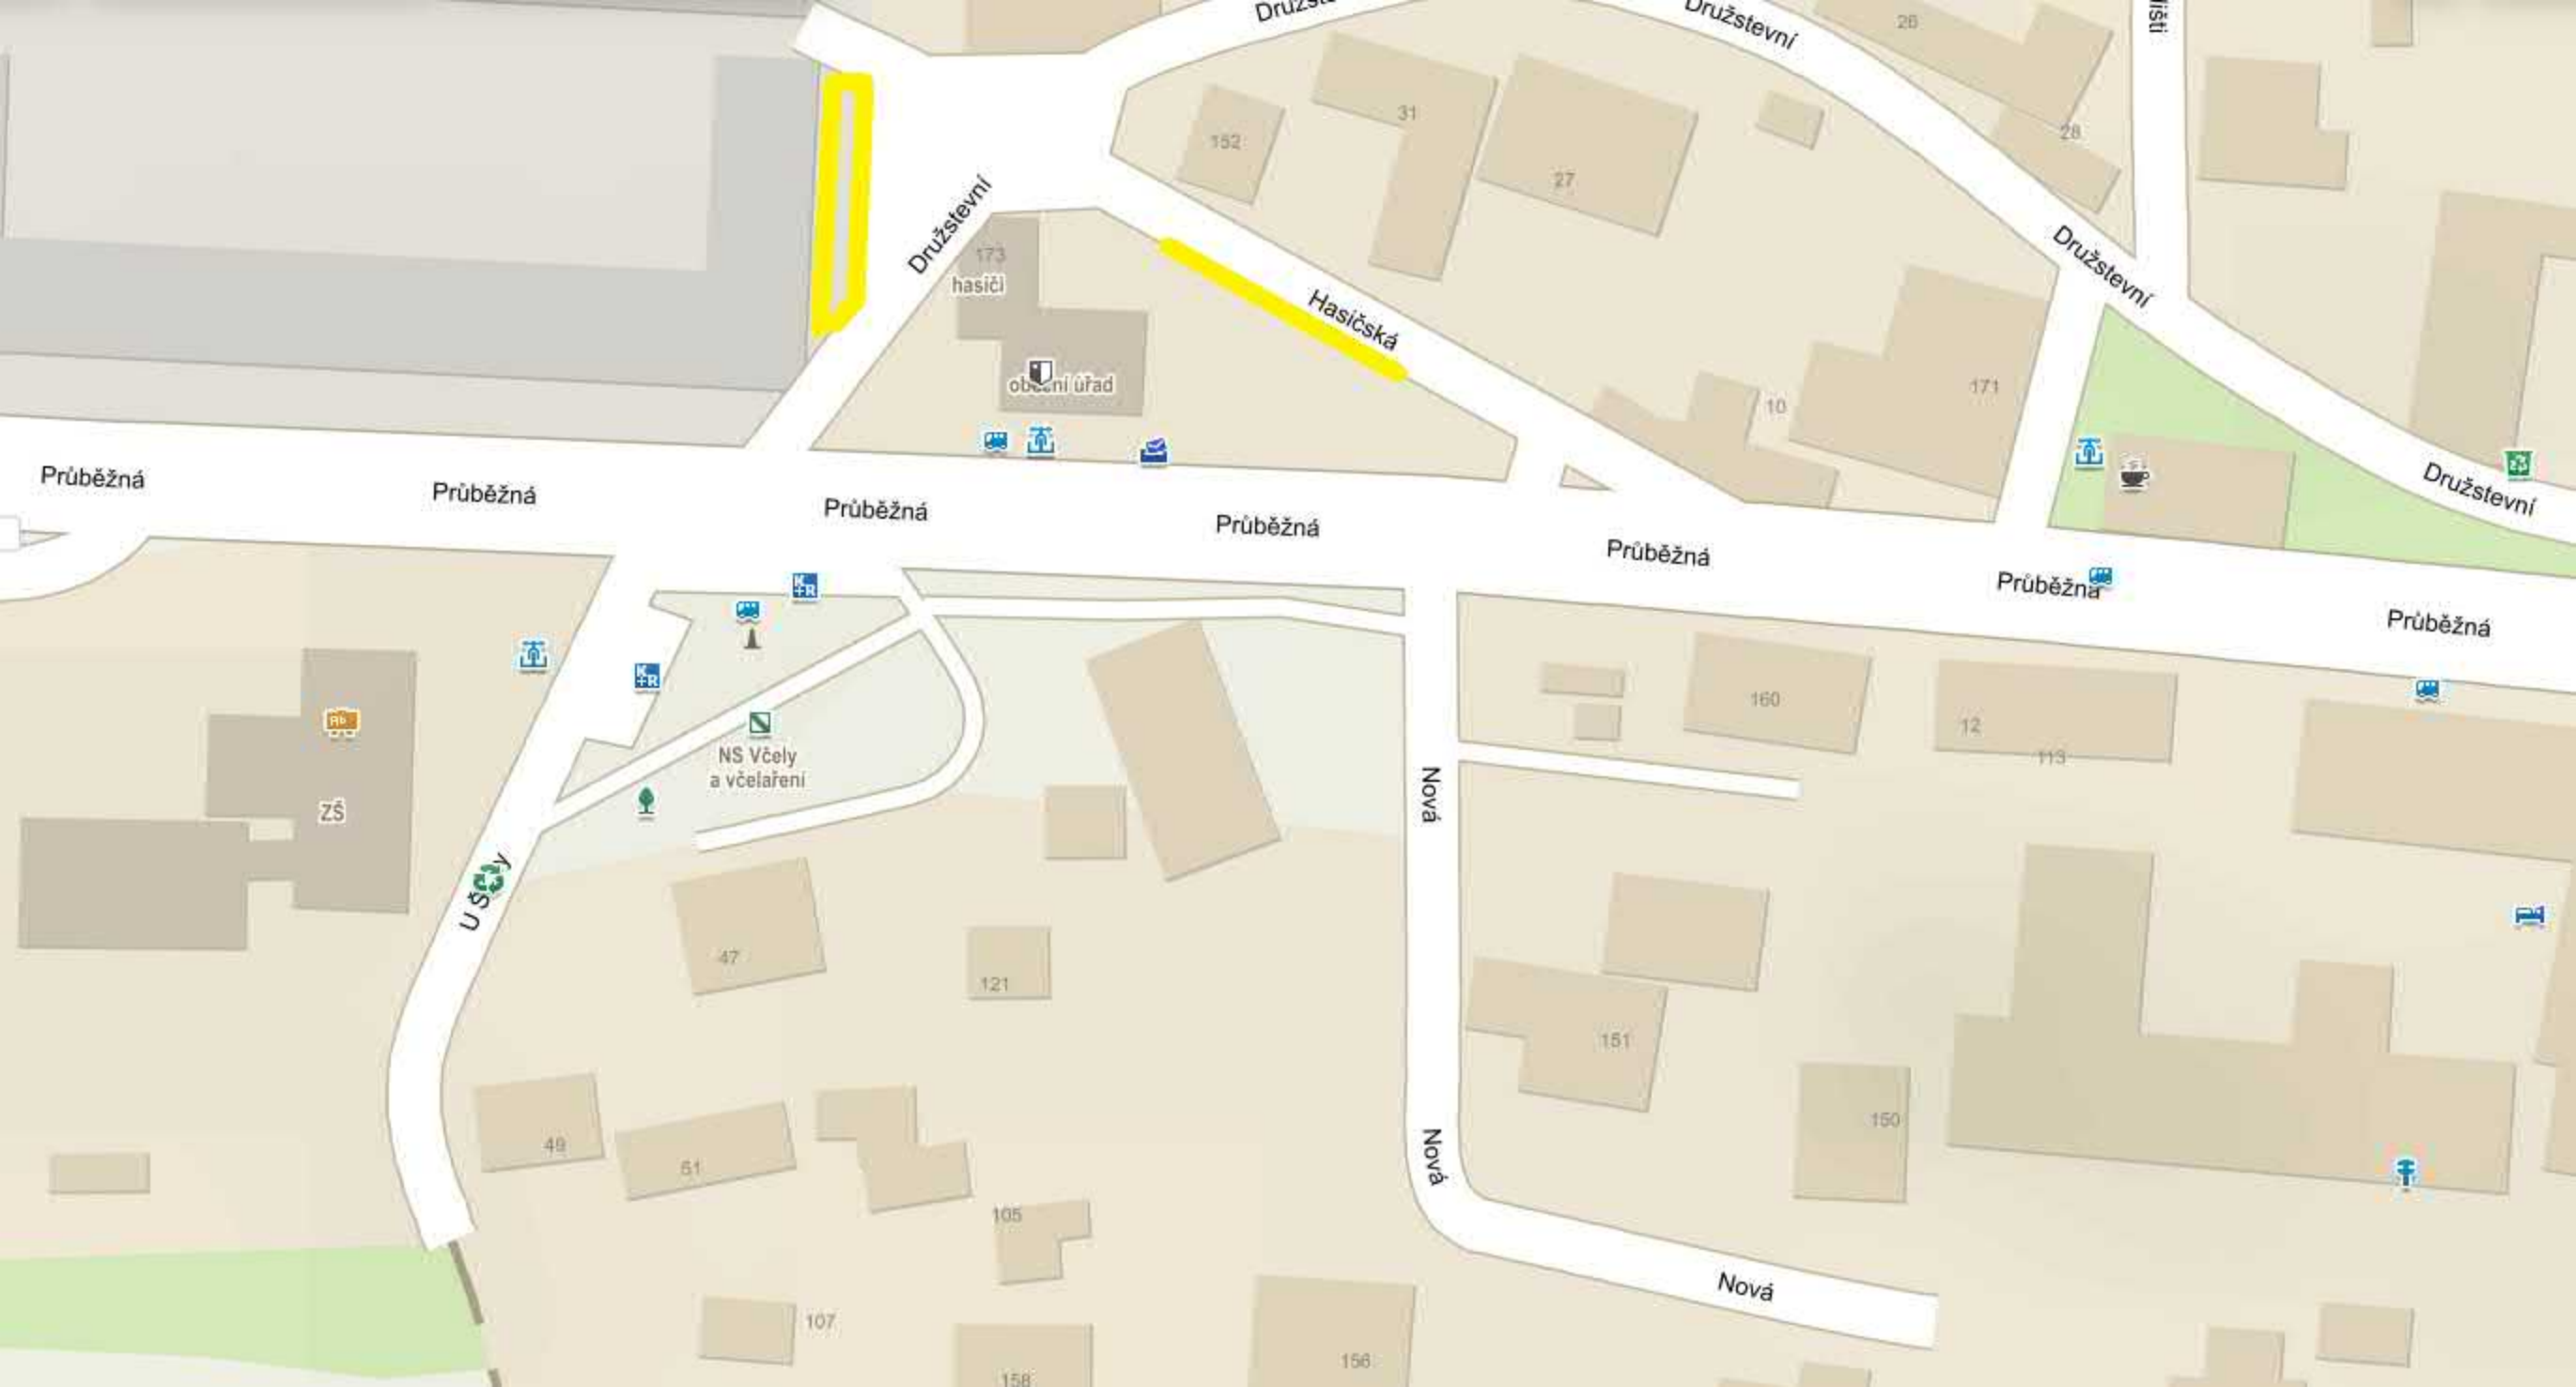 Družstevní
26
lišti
31
152
28
27
Družstevní
173
hasiči
Družstevní
Hasičská
obecní úřad
171
10
Průběžná
Průběžná
Průběžná
Průběžná
Průběžná
Průběžná
Průběžná
Družstevní
K+R
K+R
160
12
113
NS Včely
a včelaření
Nová
ZŠ
U Školy
47
121
151
150
49
51
Nová
105
Nová
107
156
158